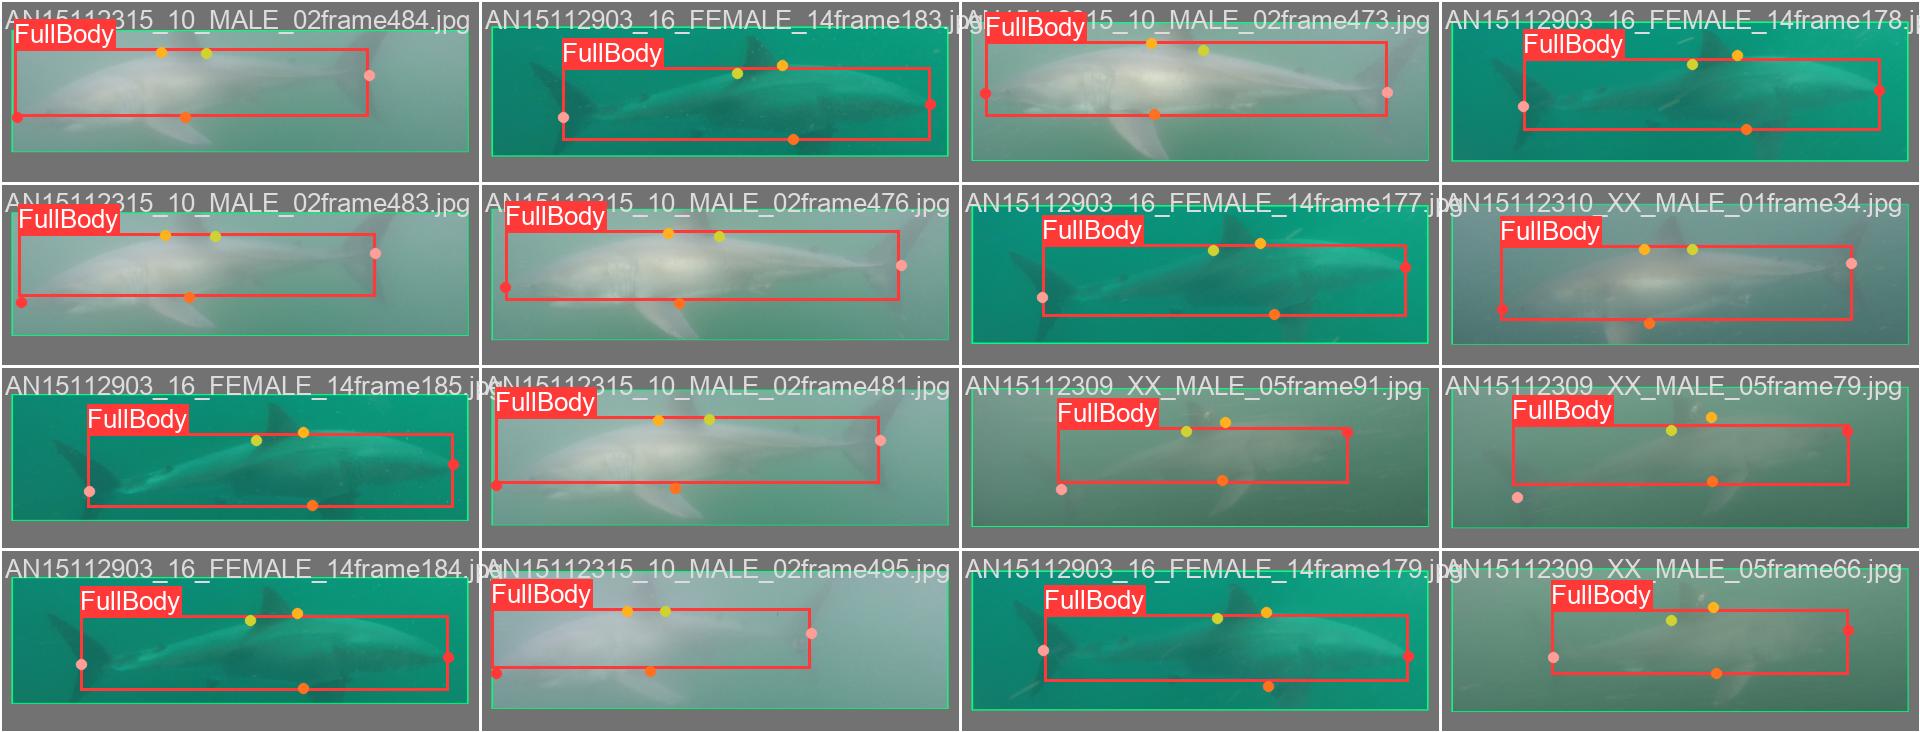 AN15112315_10_MALE_02frame484.jpg
FullBody
AN15112903_16_FEMALE_14frame183.jpg
FullBody
AN15112315_10_MALE_02frame473.jpg
FullBody
AN15112903_16_FEMALE_14frame178.jpg
FullBody
AN15112315_10_MALE_02frame483.jpg
FullBody
AN15112315_10_MALE_02frame476.jpg
FullBody
AN15112903_16_FEMALE_14frame177.jpg
FullBody
AN15112310_XX_MALE_01frame34.jpg
FullBody
AN15112903_16_FEMALE_14frame185.jpg
FullBody
AN15112315_10_MALE_02frame481.jpg
FullBody
AN15112309_XX_MALE_05frame91.jpg
FullBody
AN15112309_XX_MALE_05frame79.jpg
FullBody
AN15112903_16_FEMALE_14frame184.jpg
FullBody
AN15112315_10_MALE_02frame495.jpg
FullBody
AN15112903_16_FEMALE_14frame179.jpg
FullBody
AN15112309_XX_MALE_05frame66.jpg
FullBody